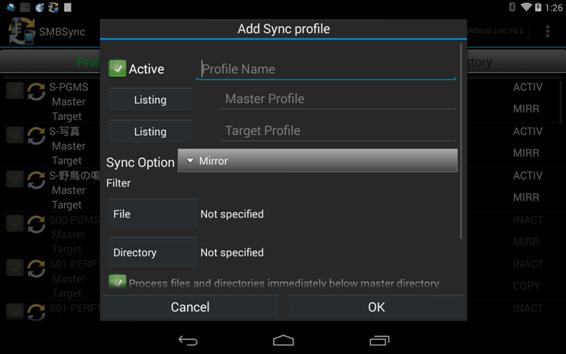 1:26
SMBSync
BROWSE LOG FILE
Add Sync profile
Active
Profile Name
Listing
Master Profile
Listing
Target Profile
Sync Option
Mirror
Filter
File
Not specified
Directory
Not specified
Process files and directories immediately below master directory
Cancel
OK
S-PGMS
Master
Target
ACTIV
MIRR
S-写真
Master
Target
ACTIV
MIRR
S-野鳥の鳴
Master
Target
ACTIV
MIRR
S00-PGMS
Master
Target
INACT
MIRR
S01-PERF
Master
Target
INACT
COPY
S01-PERF
INACT